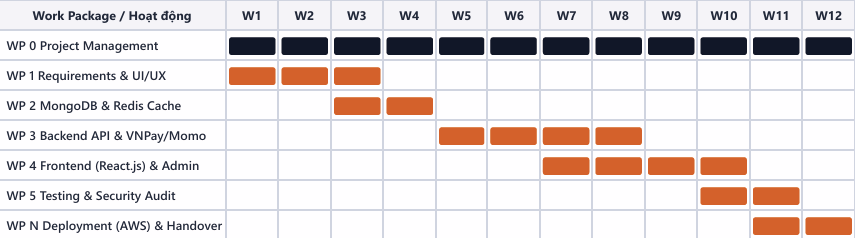 Work Package / Hoạt động W1 W2 W3 W4 W5 W6 W7 W8 W9 W10 W11 W12
WP 0 Project Management
WP 1 Requirements & UI/UX
WP 2 MongoDB & Redis Cache
WP 3 Backend API & VNPay/Momo
WP 4 Frontend (React.js) & Admin
WP 5 Testing & Security Audit
WP N Deployment (AWS) & Handover